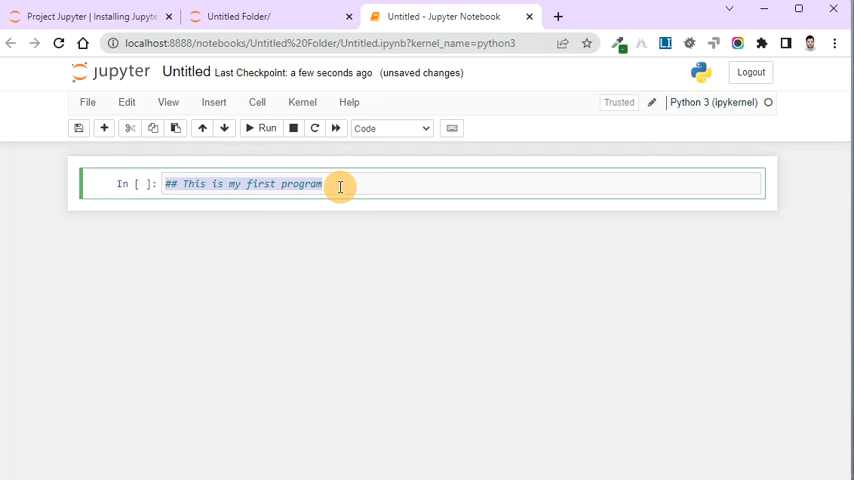 Project Jupyter | Installing Jupyte
Untitled Folder/
Untitled - Jupyter Notebook
localhost:8888/notebooks/Untitled%20Folder/Untitled.ipynb?kernel_name=python3
jupyter Untitled Last Checkpoint: a few seconds ago (unsaved changes)
Logout
File Edit View Insert Cell Kernel Help
Trusted Python 3 (ipykernel)
Run Code
In [ ]: ## This is my first program